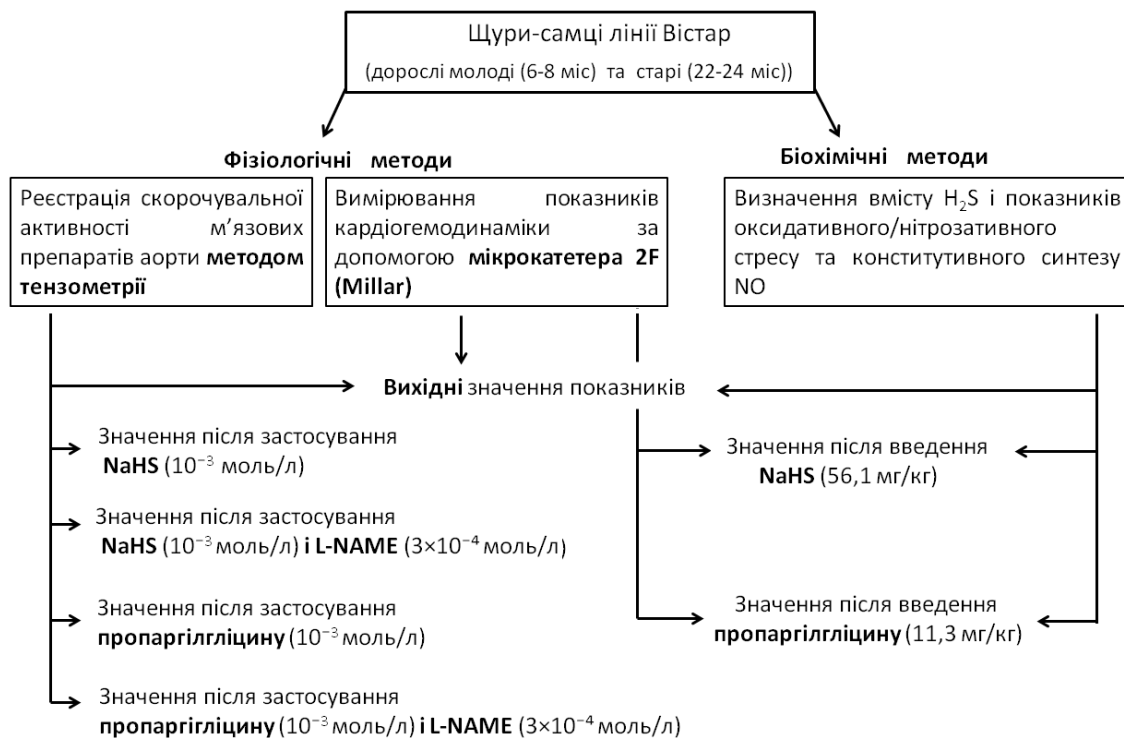 Щури-самці лінії Вістар
(дорослі молоді (6-8 міс) та старі (22-24 міс))
Фізіологічні методи
Біохімічні методи
Реєстрація скорочувальної
активності м’язових
препаратів аорти методом
тензометрії
Вимірювання показників
кардіогемодинаміки за
допомогою мікрокатетера 2F
(Millar)
Визначення вмісту H₂S і показників
оксидативного/нітрозативного
стресу та конститутивного синтезу
NO
Вихідні значення показників
Значення після застосування
NaHS (10⁻³ моль/л)
Значення після застосування
NaHS (10⁻³ моль/л) і L-NAME (3×10⁻⁴ моль/л)
Значення після застосування
пропаргілгліцину (10⁻³ моль/л)
Значення після застосування
пропаргігліцину (10⁻³ моль/л) і L-NAME (3×10⁻⁴ моль/л)
Значення після введення
NaHS (56,1 мг/кг)
Значення після введення
пропаргілгліцину (11,3 мг/кг)